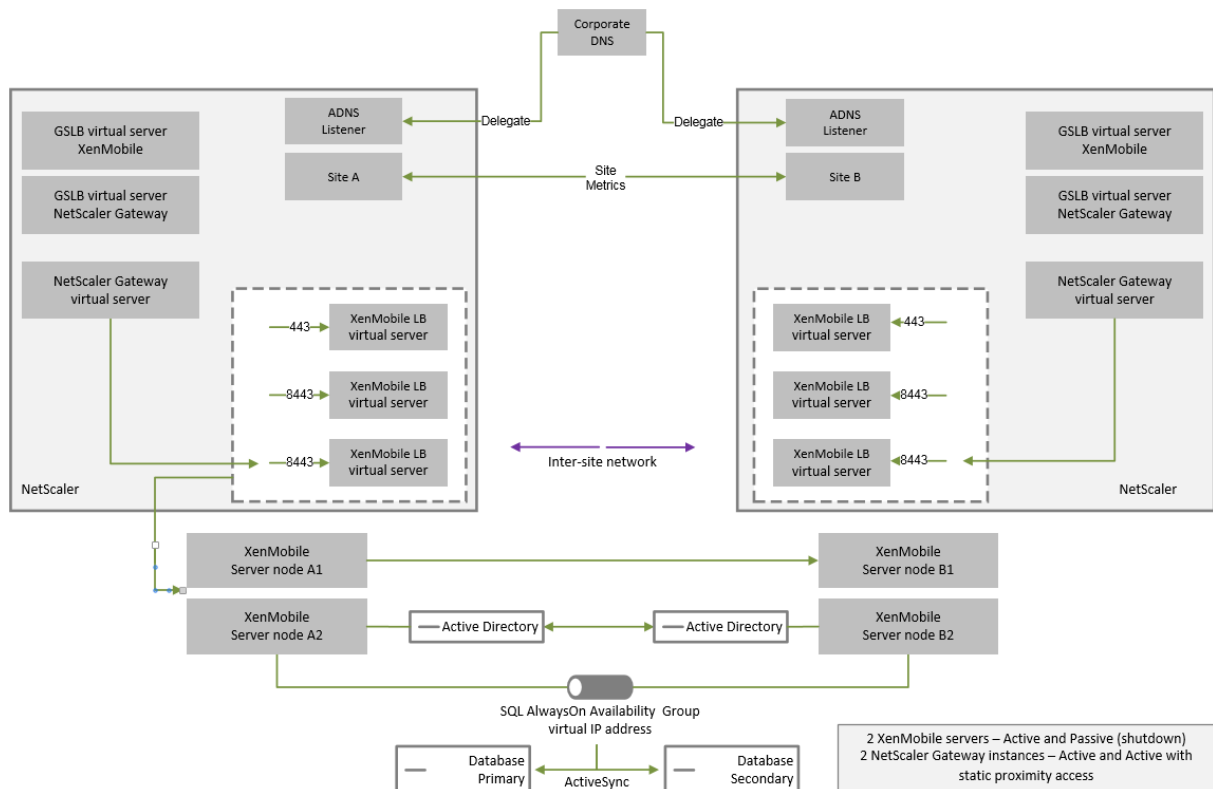 Corporate
DNS
ADNS
Listener
Delegate
Delegate
ADNS
Listener
GSLB virtual server
XenMobile
GSLB virtual server
XenMobile
Site A
Site
Metrics
Site B
GSLB virtual server
NetScaler Gateway
GSLB virtual server
NetScaler Gateway
NetScaler Gateway
virtual server
NetScaler Gateway
virtual server
443
XenMobile LB
virtual server
XenMobile LB
virtual server
443
8443
XenMobile LB
virtual server
XenMobile LB
virtual server
8443
8443
XenMobile LB
virtual server
Inter-site network
XenMobile LB
virtual server
8443
NetScaler
NetScaler
XenMobile
Server node A1
XenMobile
Server node B1
XenMobile
Server node A2
Active Directory
Active Directory
XenMobile
Server node B2
SQL AlwaysOn Availability Group
virtual IP address
Database
Primary
ActiveSync
Database
Secondary
2 XenMobile servers – Active and Passive (shutdown)
2 NetScaler Gateway instances – Active and Active with
static proximity access